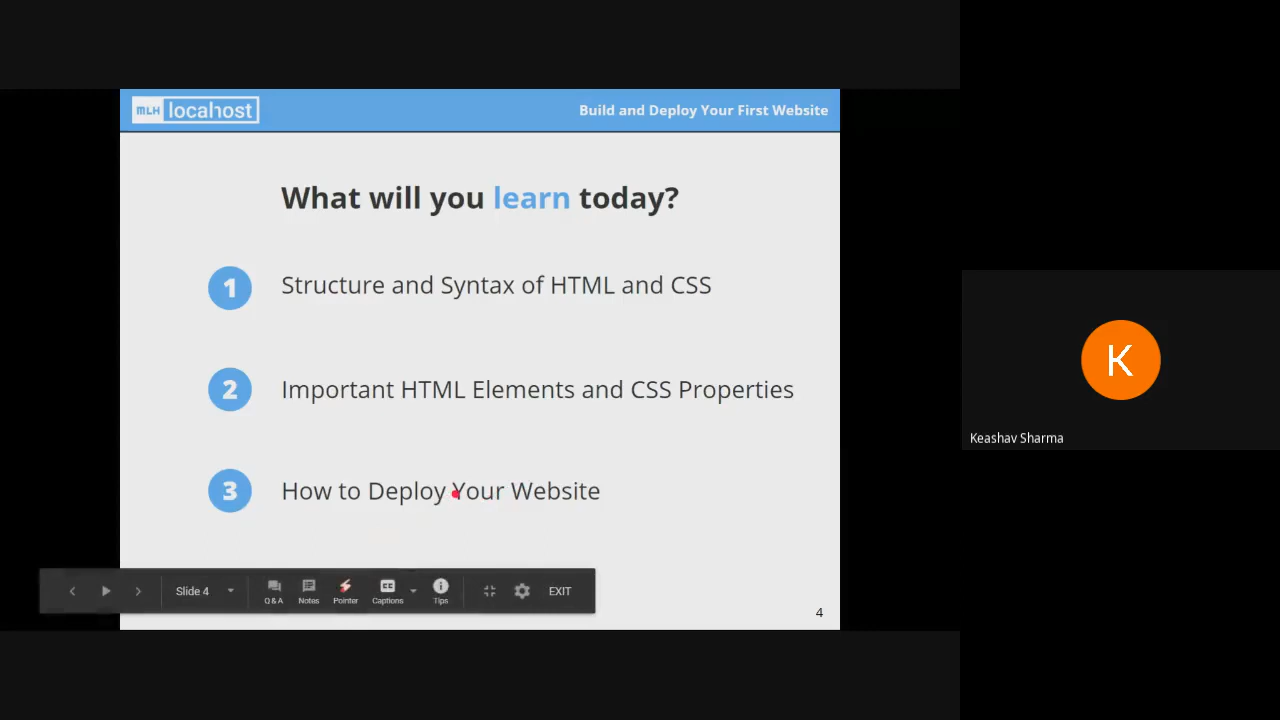 MLH localhost
Build and Deploy Your First Website
What will you learn today?
1 Structure and Syntax of HTML and CSS
2 Important HTML Elements and CSS Properties
3 How to Deploy Your Website
Slide 4
Q & A
Notes
Pointer
Captions
Tips
EXIT
4
K
Keashav Sharma